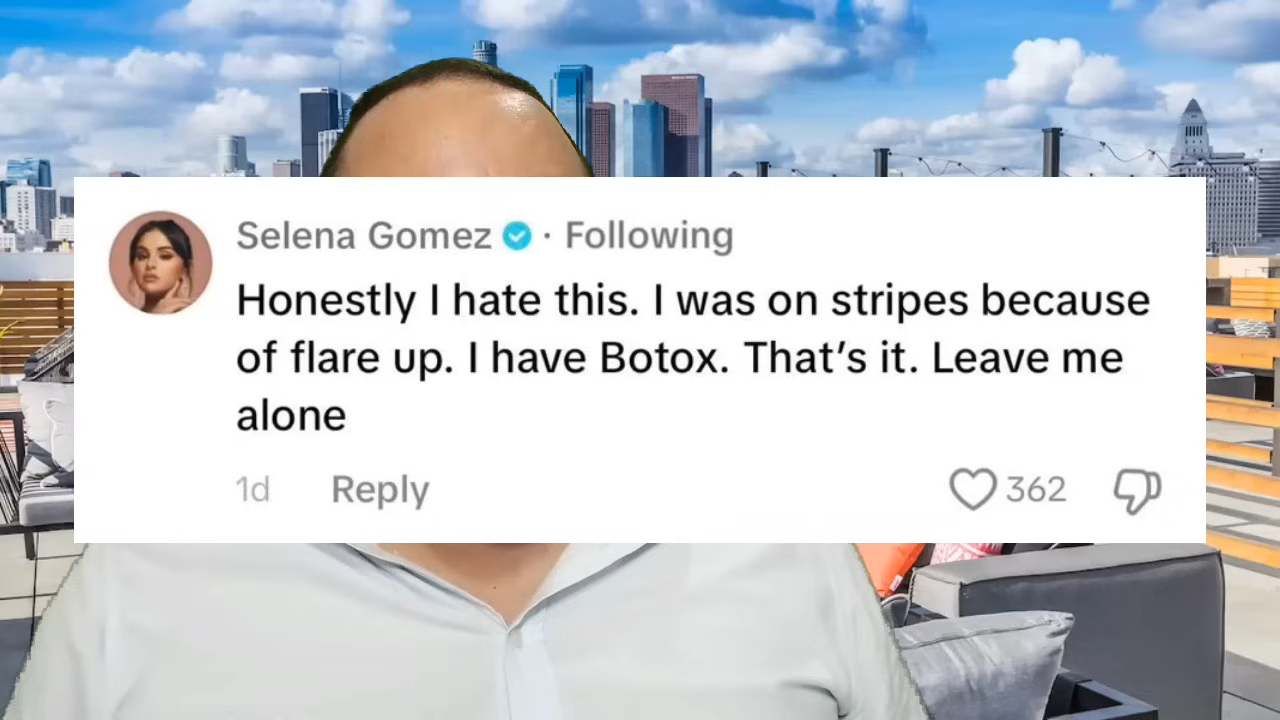 Selena Gomez · Following
Honestly I hate this. I was on stripes because
of flare up. I have Botox. That’s it. Leave me
alone
1d Reply 362